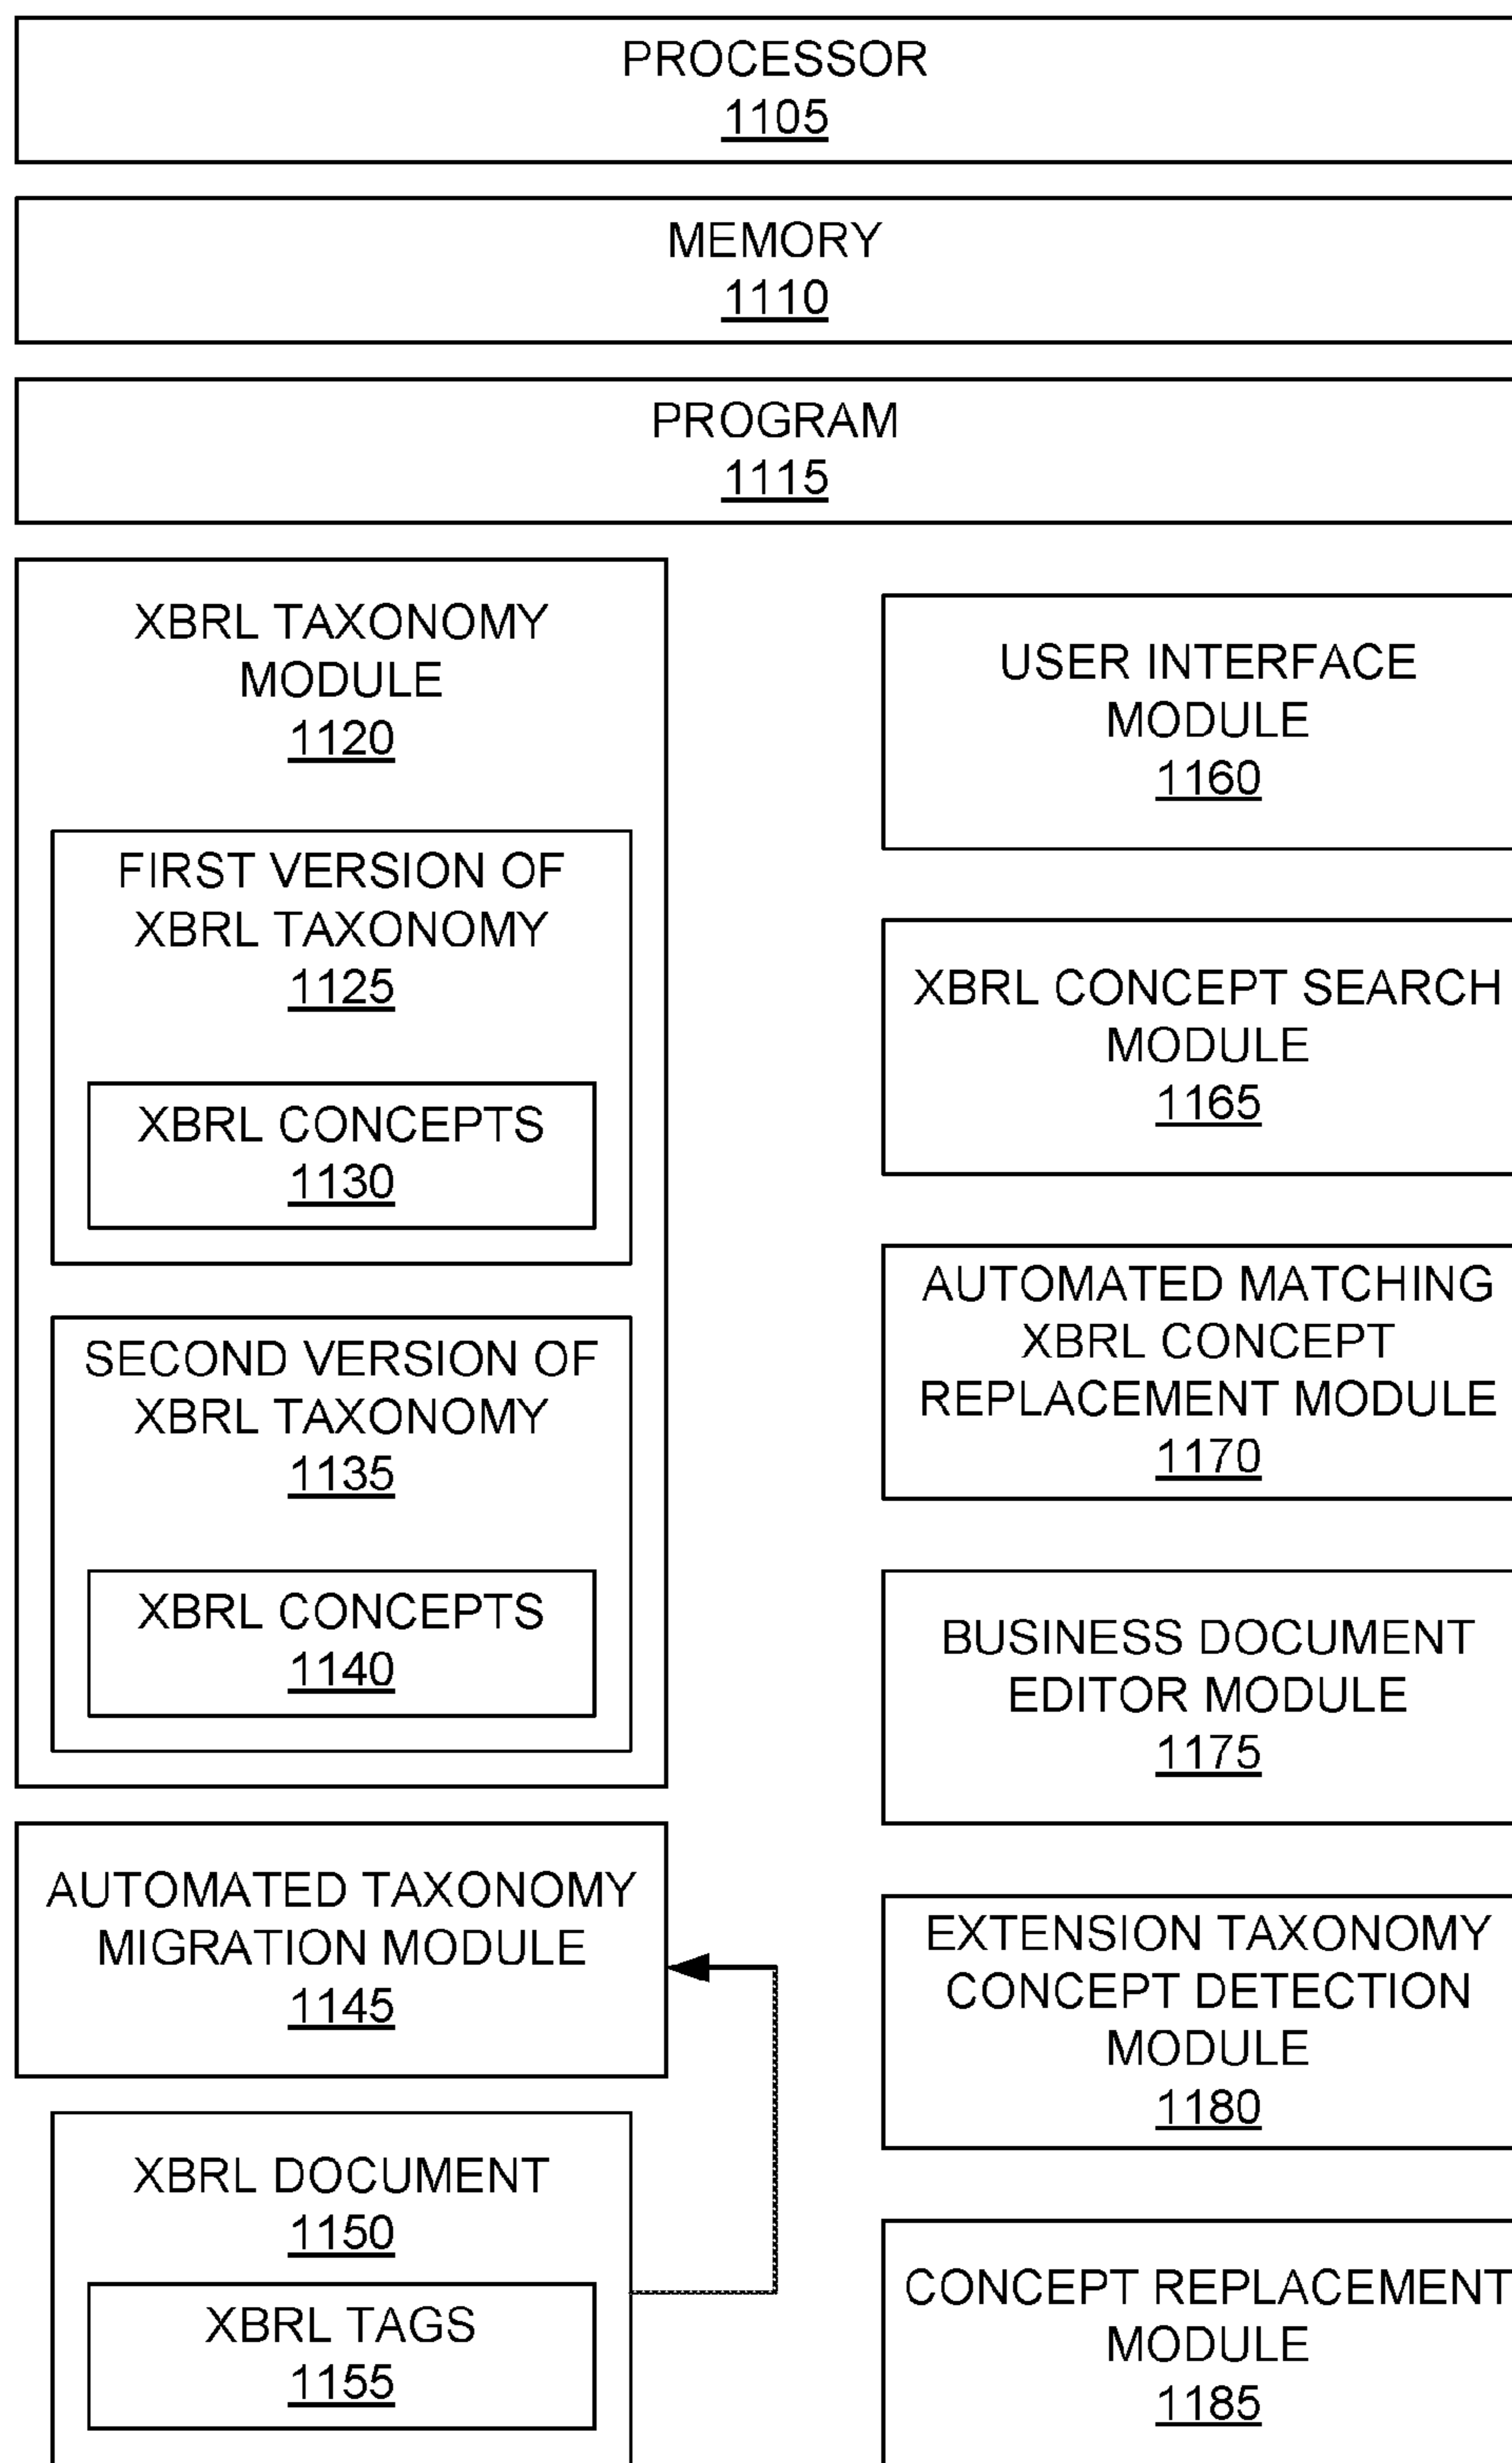 PROCESSOR
1105
MEMORY
1110
PROGRAM
1115
XBRL TAXONOMY
MODULE
1120
FIRST VERSION OF
XBRL TAXONOMY
1125
XBRL CONCEPTS
1130
SECOND VERSION OF
XBRL TAXONOMY
1135
XBRL CONCEPTS
1140
AUTOMATED TAXONOMY
MIGRATION MODULE
1145
XBRL DOCUMENT
1150
XBRL TAGS
1155
USER INTERFACE
MODULE
1160
XBRL CONCEPT SEARCH
MODULE
1165
AUTOMATED MATCHING
XBRL CONCEPT
REPLACEMENT MODULE
1170
BUSINESS DOCUMENT
EDITOR MODULE
1175
EXTENSION TAXONOMY
CONCEPT DETECTION
MODULE
1180
CONCEPT REPLACEMENT
MODULE
1185